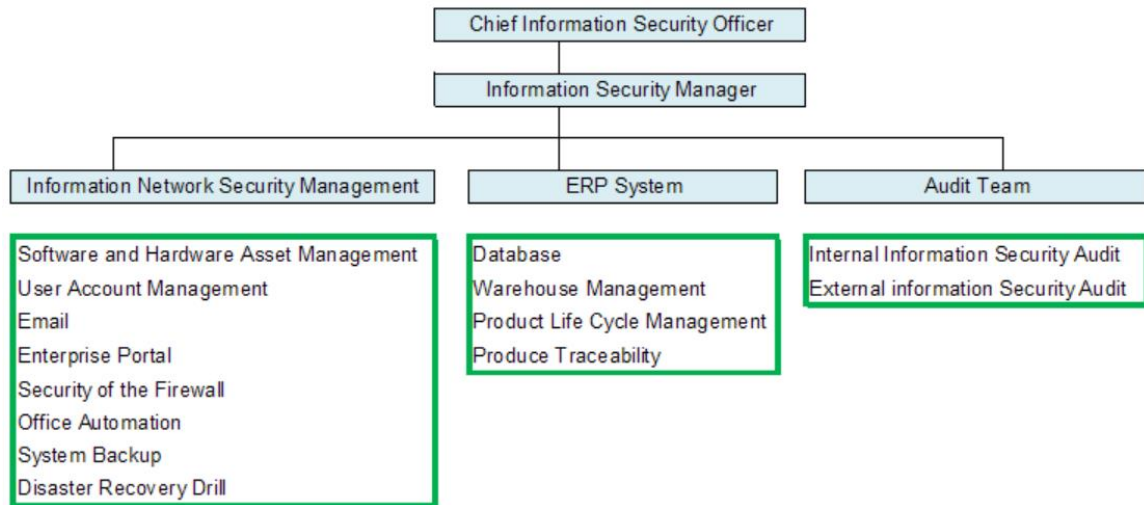 Chief Information Security Officer
Information Security Manager
Information Network Security Management
ERP System
Audit Team
Software and Hardware Asset Management
User Account Management
Email
Enterprise Portal
Security of the Firewall
Office Automation
System Backup
Disaster Recovery Drill
Database
Warehouse Management
Product Life Cycle Management
Produce Traceability
Internal Information Security Audit
External information Security Audit